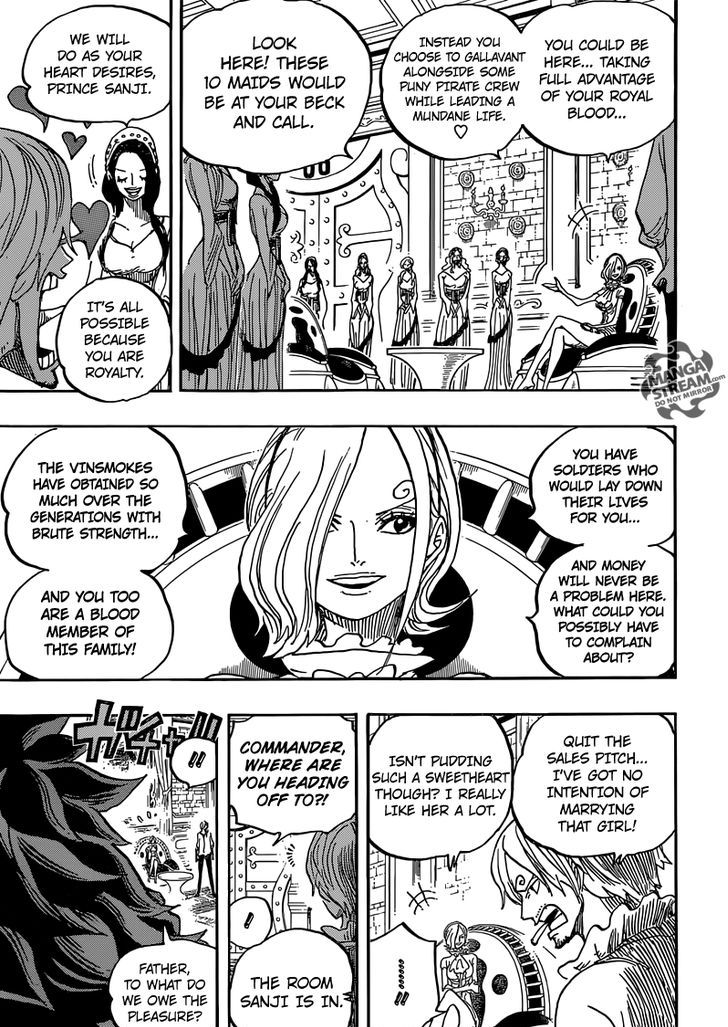 YOU COULD BE
HERE... TAKING
FULL ADVANTAGE
OF YOUR ROYAL
BLOOD...
INSTEAD YOU
CHOOSE TO GALLAVANT
ALONGSIDE SOME
PUNY PIRATE CREW
WHILE LEADING A
MUNDANE LIFE.
♥
LOOK
HERE! THESE
10 MAIDS WOULD
BE AT YOUR BECK
AND CALL.
WE WILL
DO AS YOUR
HEART DESIRES,
PRINCE SANJI.
IT'S ALL
POSSIBLE
BECAUSE
YOU ARE
ROYALTY.
MANGA
STREAM.com
DO NOT MIRROR
YOU HAVE
SOLDIERS WHO
WOULD LAY DOWN
THEIR LIVES
FOR YOU...
AND MONEY
WILL NEVER BE
A PROBLEM HERE.
WHAT COULD YOU
POSSIBLY HAVE
TO COMPLAIN
ABOUT?
THE VINSMOKES
HAVE OBTAINED SO
MUCH OVER THE
GENERATIONS WITH
BRUTE STRENGTH...
AND YOU TOO
ARE A BLOOD
MEMBER OF
THIS FAMILY!
QUIT THE
SALES PITCH...
I'VE GOT NO
INTENTION OF
MARRYING
THAT GIRL!
ISN'T PUDDING
SUCH A SWEETHEART
THOUGH? I REALLY
LIKE HER A LOT.
COMMANDER,
WHERE ARE
YOU HEADING
OFF TO?!
!
THE ROOM
SANJI IS IN.
ガチャ!!
!!
FATHER,
TO WHAT DO
WE OWE THE
PLEASURE?